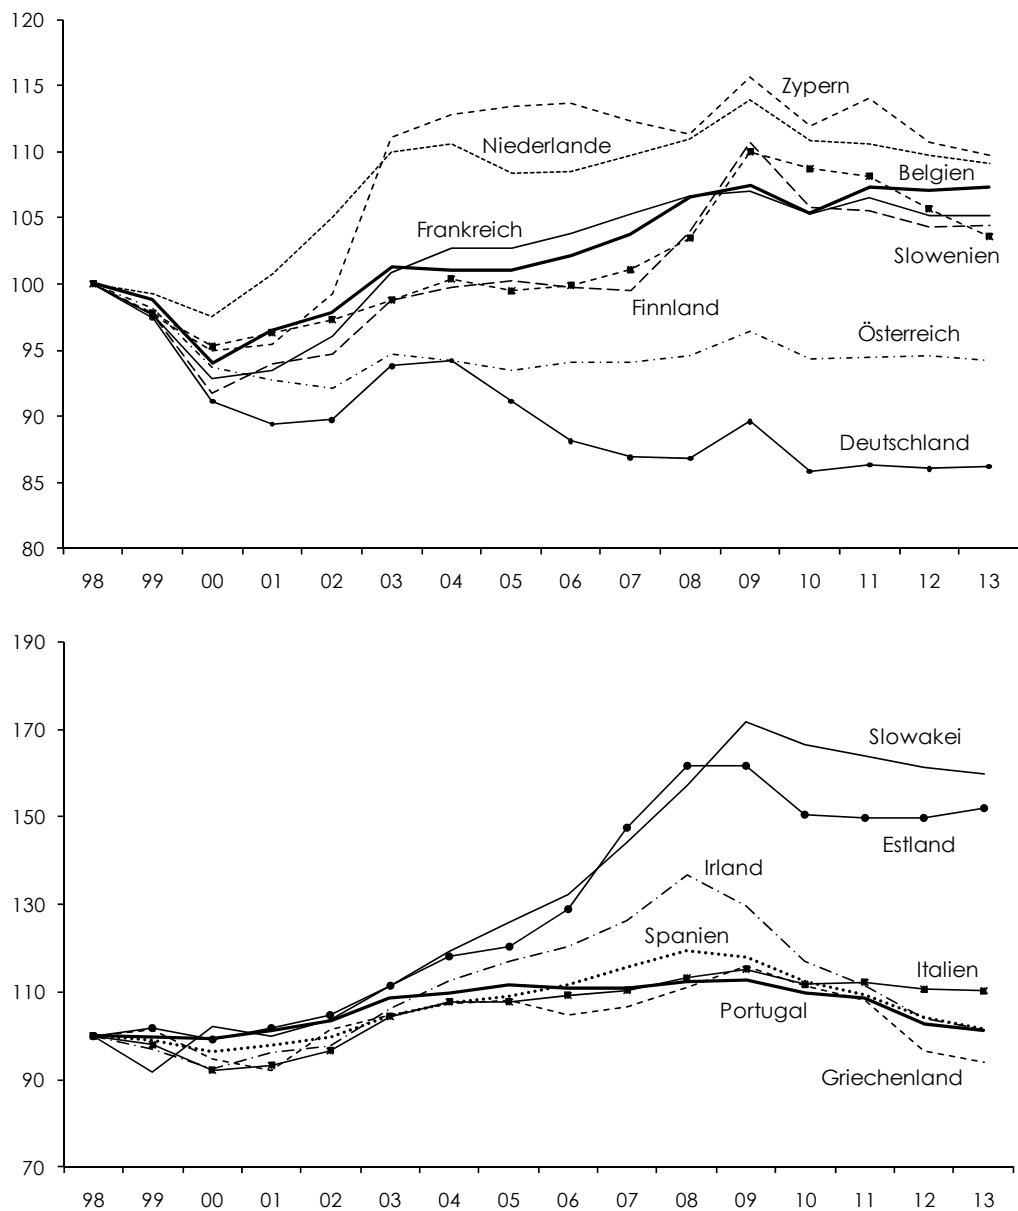 120
115
Zypern
110
Niederlande
Belgien
105
Frankreich
Slowenien
100
Finnland
Österreich
95
90
Deutschland
85
80
98 99 00 01 02 03 04 05 06 07 08 09 10 11 12 13
190
170
Slowakei
150
Estland
Irland
130
Spanien
Italien
110
Portugal
Griechenland
90
70
98 99 00 01 02 03 04 05 06 07 08 09 10 11 12 13